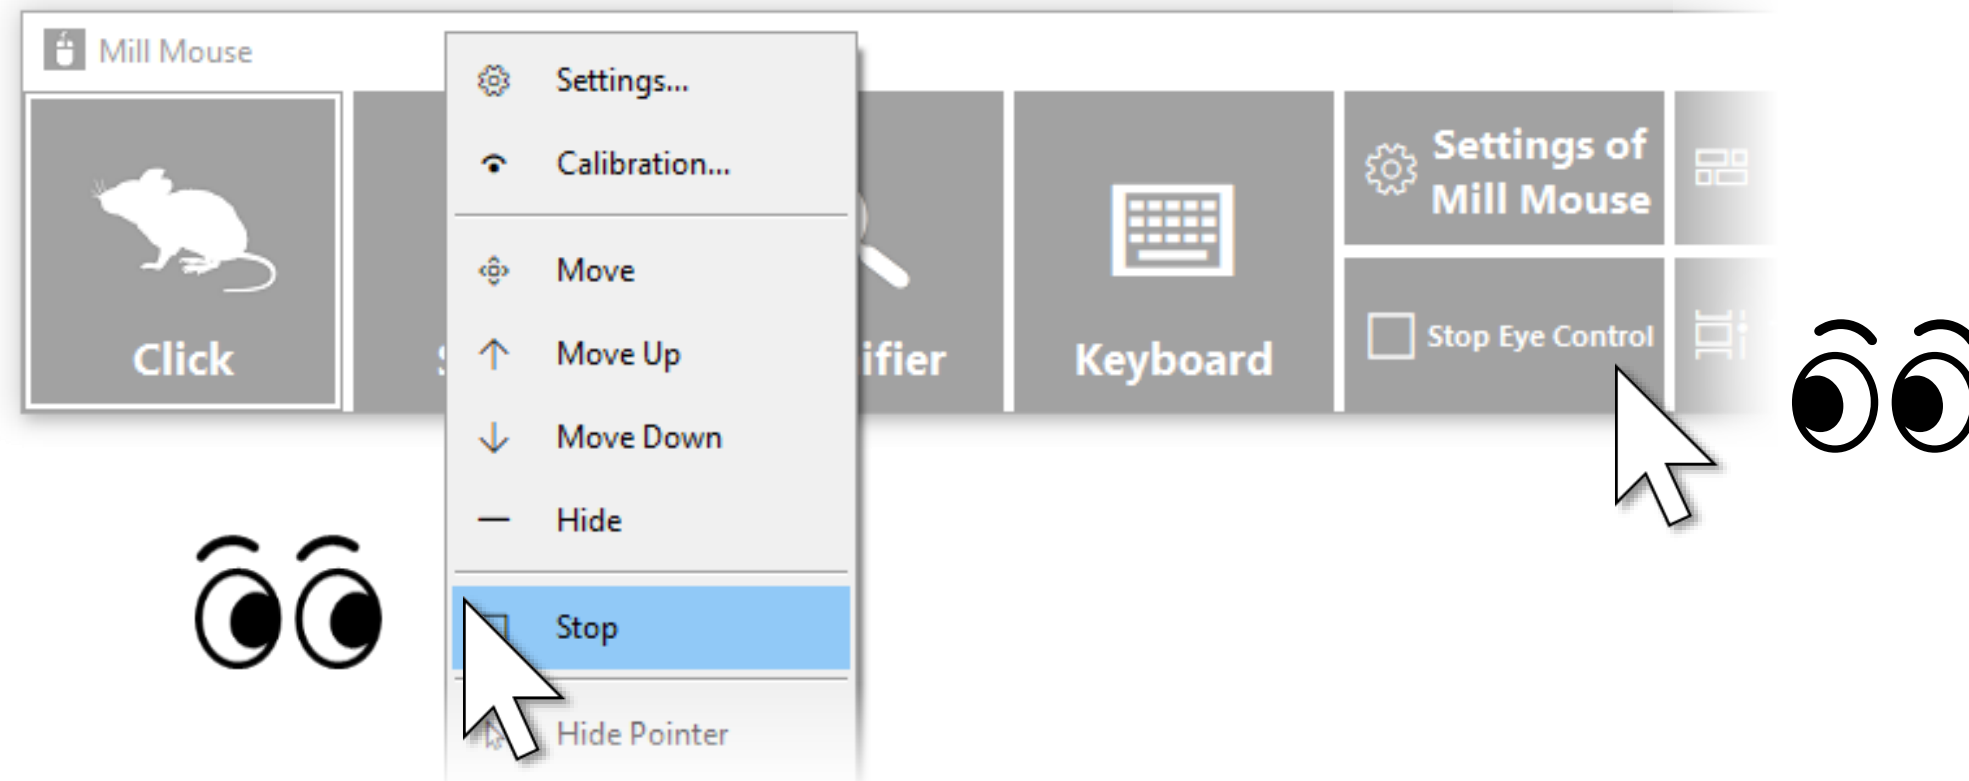 Mill Mouse
Settings...
Calibration...
Move
Move Up
Move Down
Hide
Stop
Hide Pointer
Click
ifier
Keyboard
Settings of
Mill Mouse
Stop Eye Control